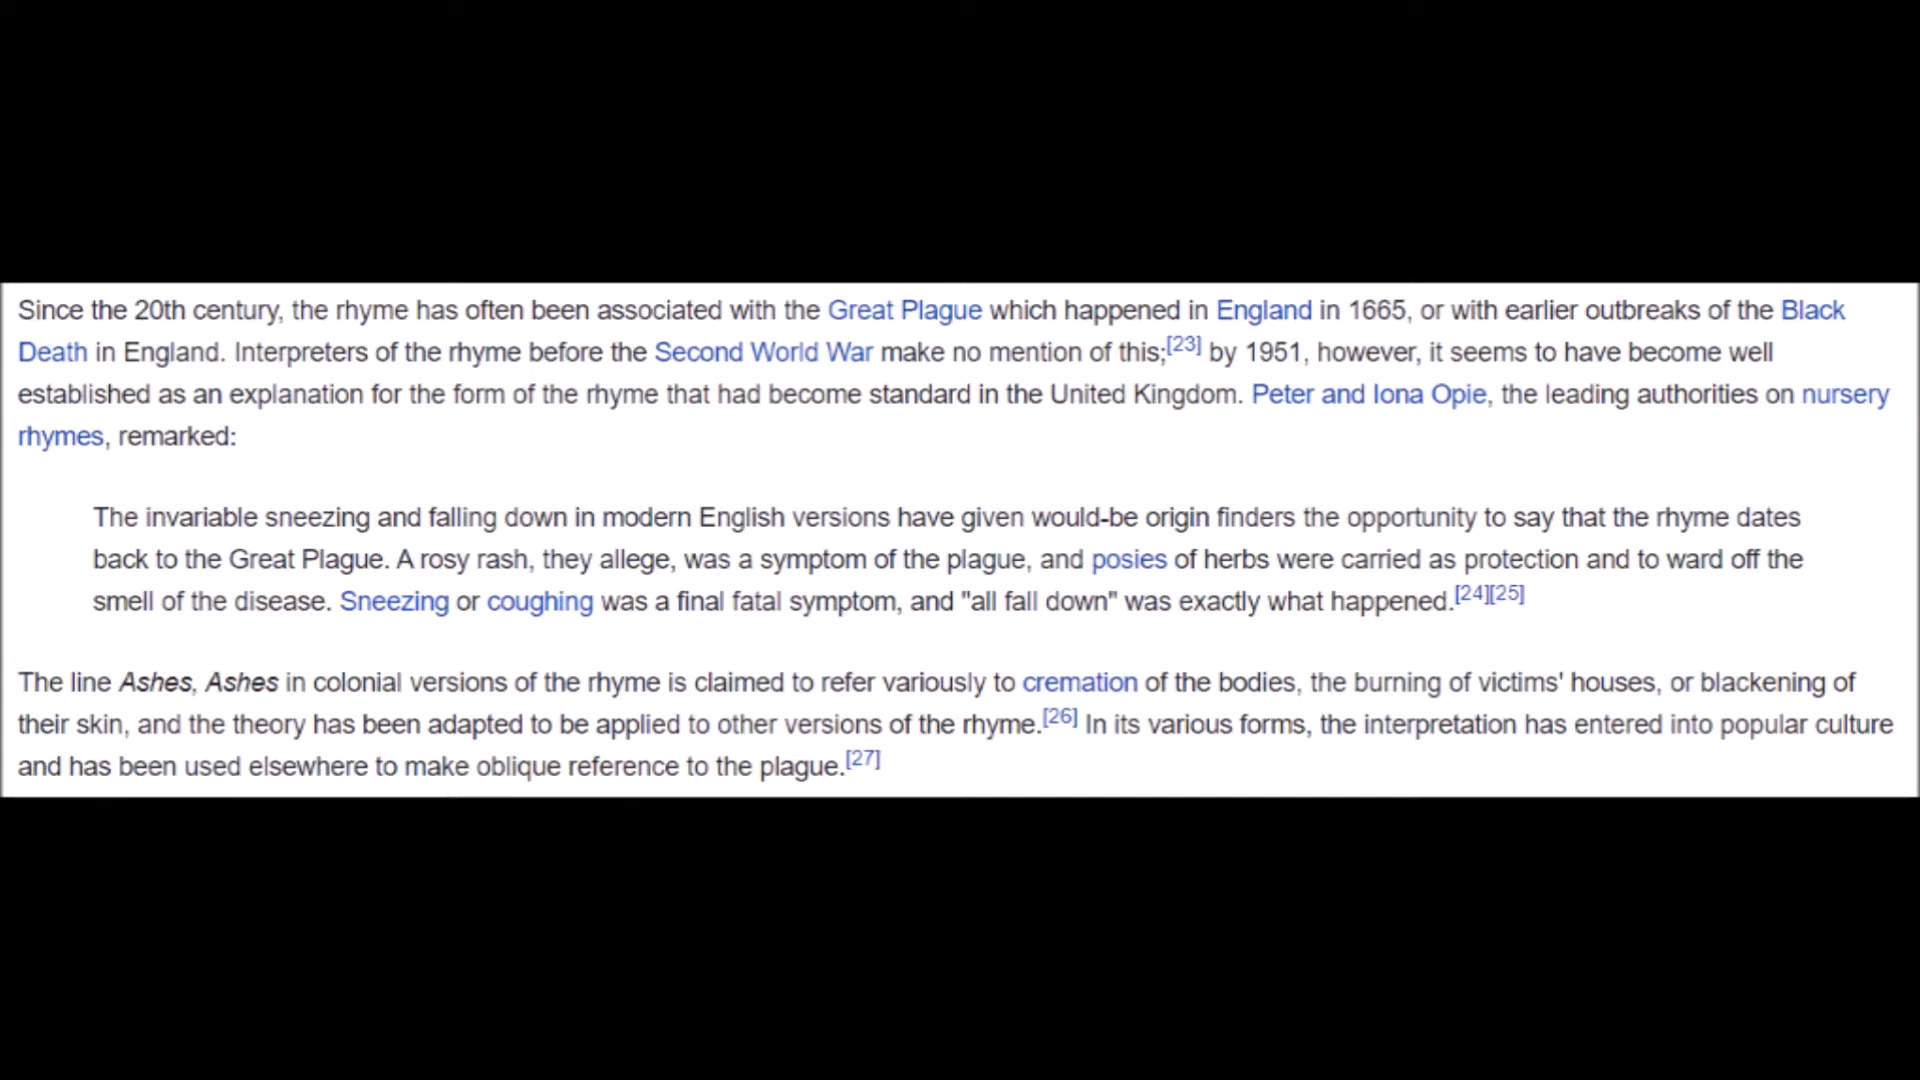 Since the 20th century, the rhyme has often been associated with the Great Plague which happened in England in 1665, or with earlier outbreaks of the Black
Death in England. Interpreters of the rhyme before the Second World War make no mention of this;[23] by 1951, however, it seems to have become well
established as an explanation for the form of the rhyme that had become standard in the United Kingdom. Peter and Iona Opie, the leading authorities on nursery
rhymes, remarked:
The invariable sneezing and falling down in modern English versions have given would-be origin finders the opportunity to say that the rhyme dates
back to the Great Plague. A rosy rash, they allege, was a symptom of the plague, and posies of herbs were carried as protection and to ward off the
smell of the disease. Sneezing or coughing was a final fatal symptom, and "all fall down" was exactly what happened.[24][25]
The line Ashes, Ashes in colonial versions of the rhyme is claimed to refer variously to cremation of the bodies, the burning of victims' houses, or blackening of
their skin, and the theory has been adapted to be applied to other versions of the rhyme.[26] In its various forms, the interpretation has entered into popular culture
and has been used elsewhere to make oblique reference to the plague.[27]